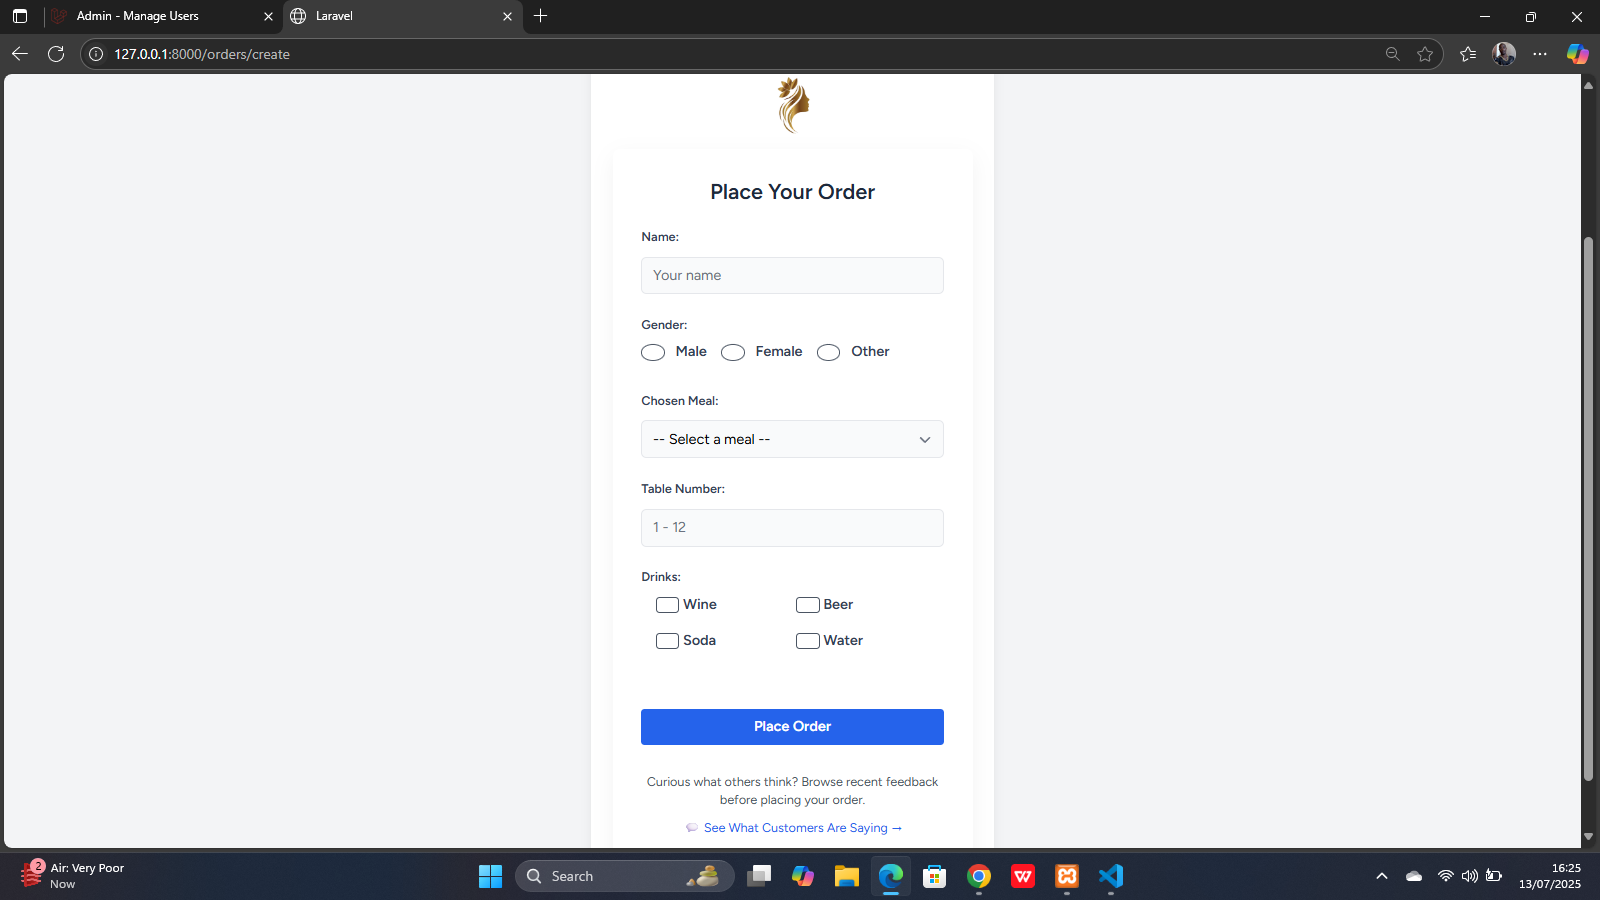 Admin - Manage Users
Laravel
127.0.0.1:8000/orders/create
Place Your Order
Name:
Your name
Gender:
Male Female Other
Chosen Meal:
-- Select a meal --
Table Number:
1 - 12
Drinks:
Wine Beer
Soda Water
Place Order
Curious what others think? Browse recent feedback
before placing your order.
See What Customers Are Saying →
2
Air: Very Poor
Now
Search
W
16:25
13/07/2025